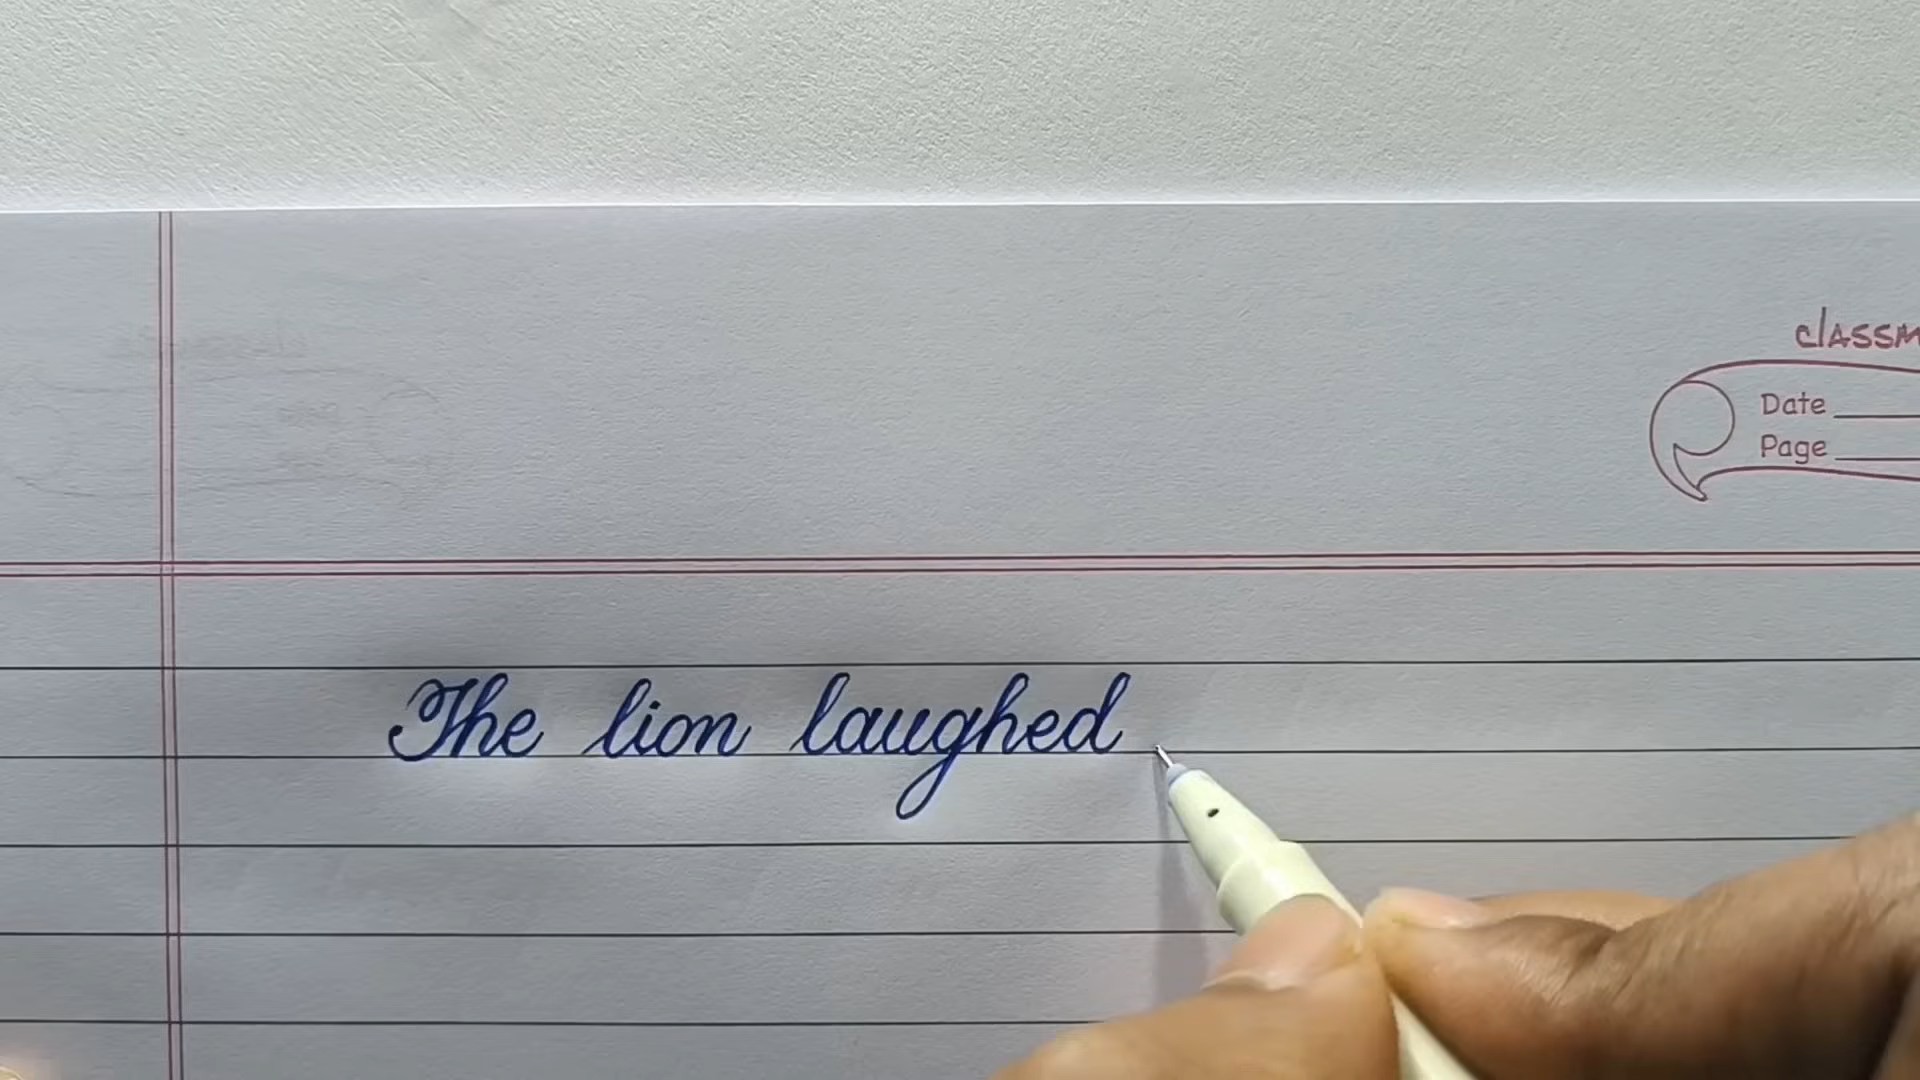 classm
Date
Page
The lion laughed